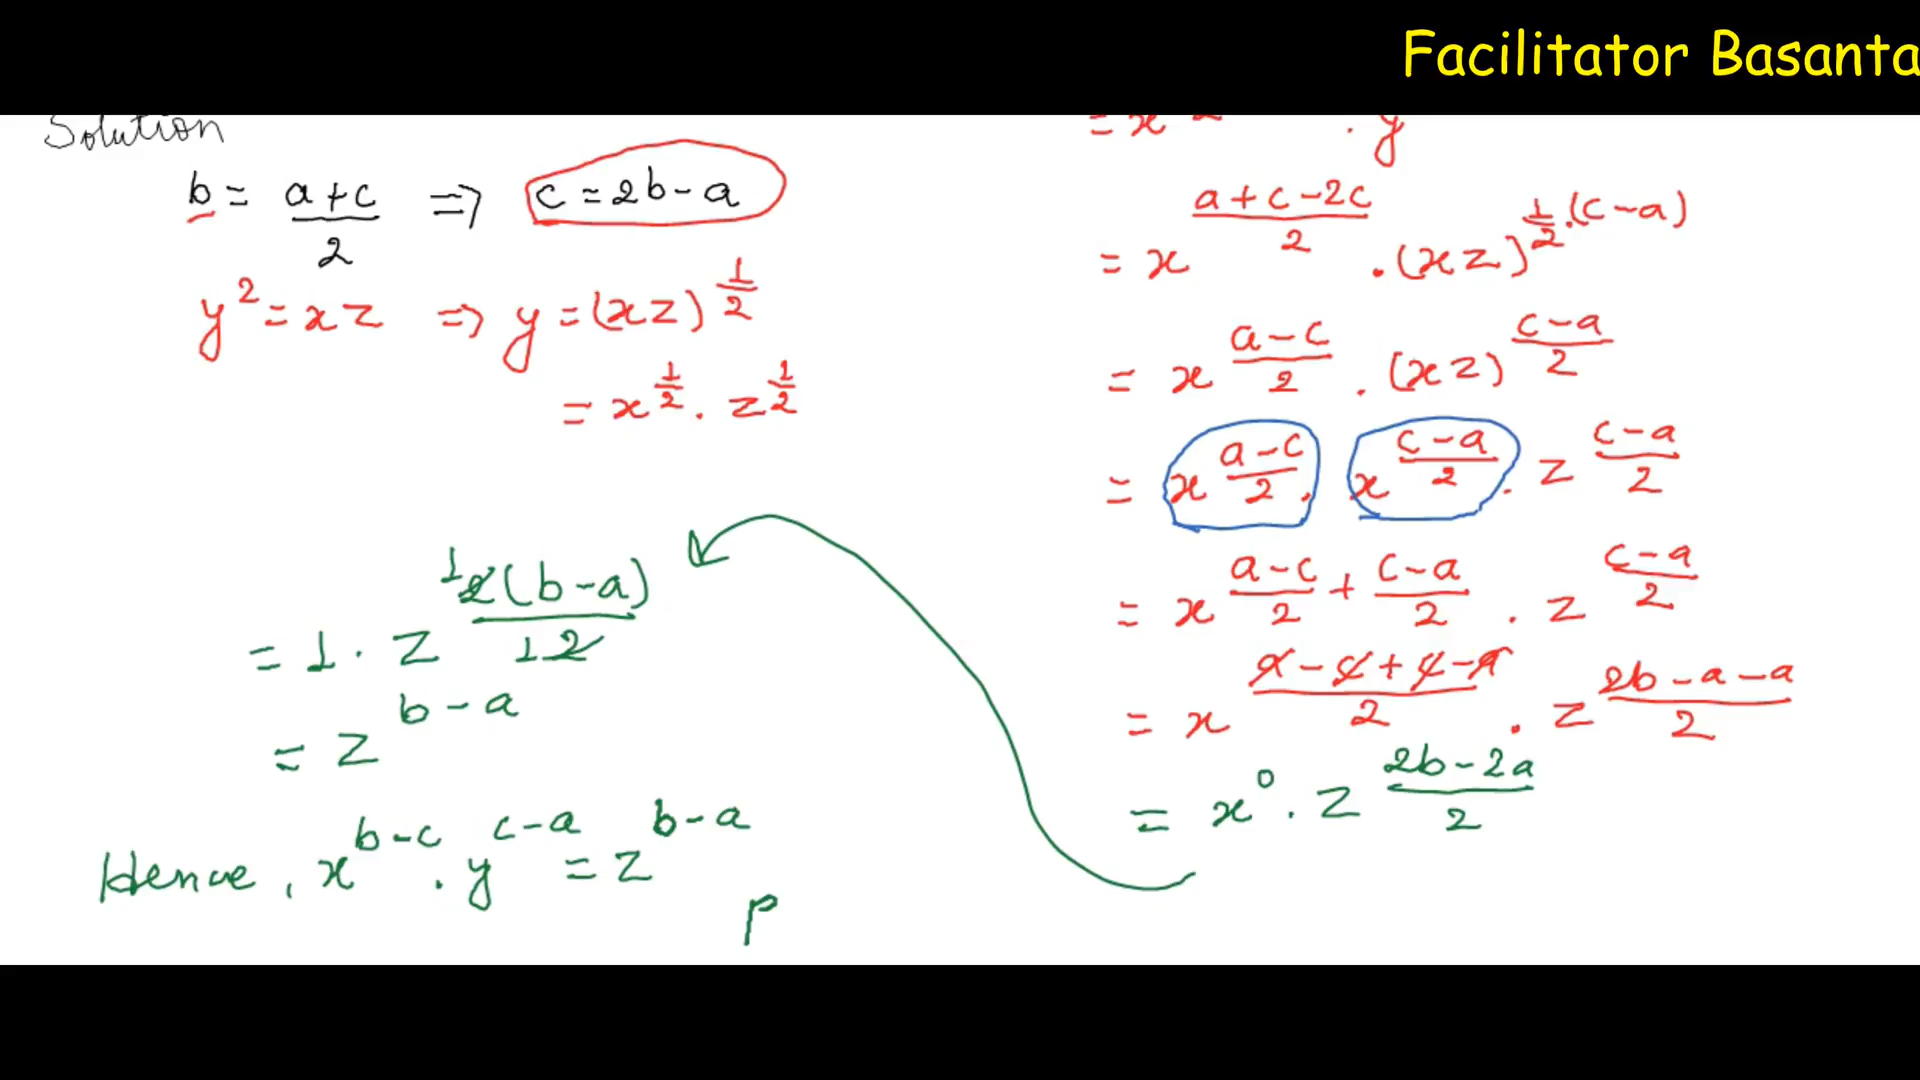 Facilitator Basanta
Solution
b = a+c/2 => c = 2b - a
y² = xz => y = (xz)^1/2
= x^1/2 . z^1/2
. y
= x^(a+c-2c)/2 . (xz)^1/2.(c-a)
= x^(a-c)/2 . (xz)^(c-a)/2
= x^(a-c)/2 . x^(c-a)/2 . z^(c-a)/2
= x^(a-c)/2 + (c-a)/2 . z^(c-a)/2
= x^(a-c+c-a)/2 . z^(2b-a-a)/2
= x^0 . z^(2b-2a)/2
= 1 . z^2(b-a)/2
= z^b-a
Hence, x^b-c . y^c-a = z^b-a
p